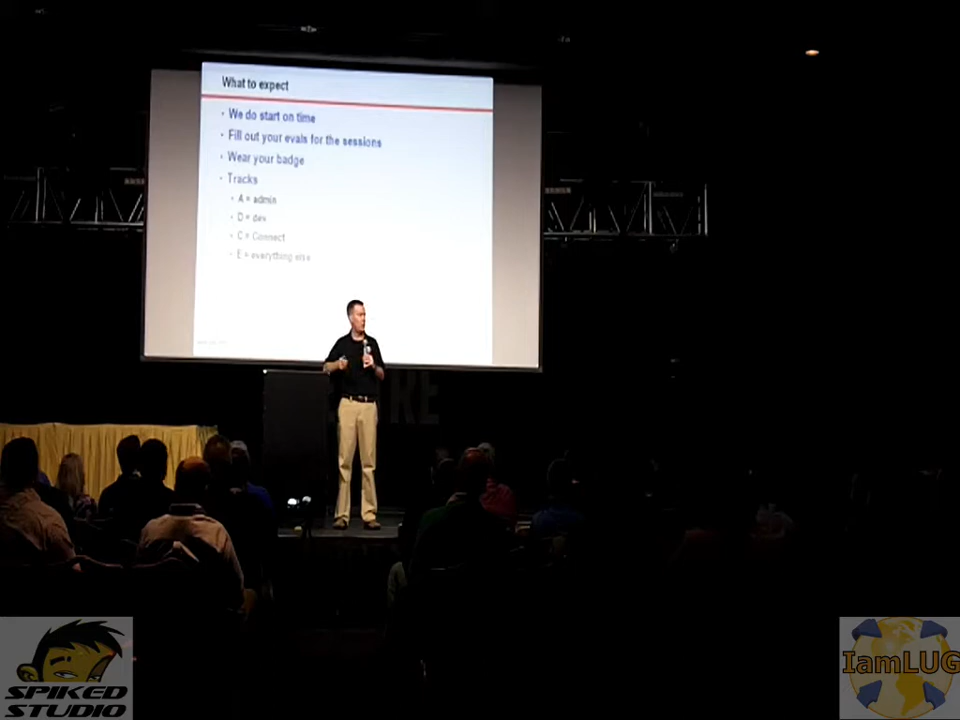 What to expect
• We do start on time
• Fill out your evals for the sessions
• Wear your badge
• Tracks
• A = admin
• D = dev
• C = Connect
• E = everything else
SPIKED
STUDIO
IamLUG